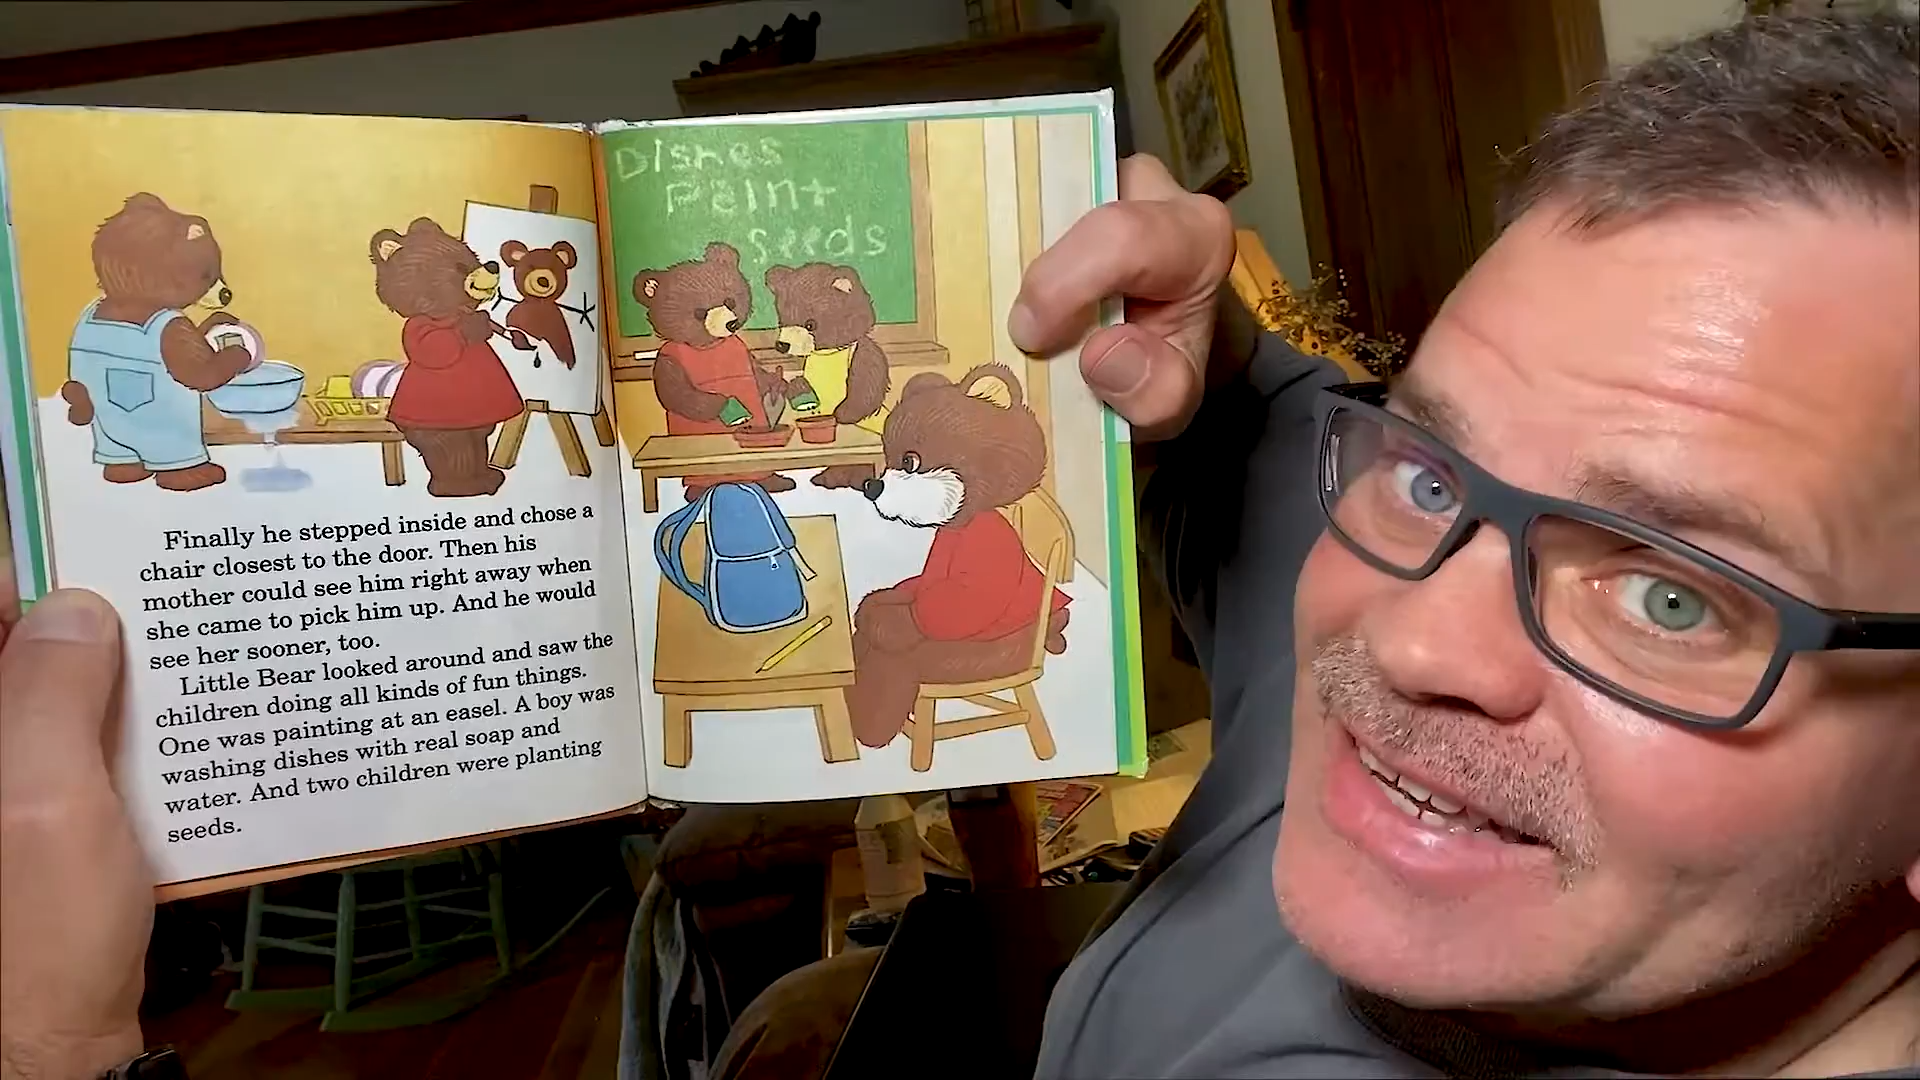 Finally he stepped inside and chose a
chair closest to the door. Then his
mother could see him right away when
she came to pick him up. And he would
see her sooner, too.
Little Bear looked around and saw the
children doing all kinds of fun things.
One was painting at an easel. A boy was
washing dishes with real soap and
water. And two children were planting
seeds.
Dishes
Paint
seeds